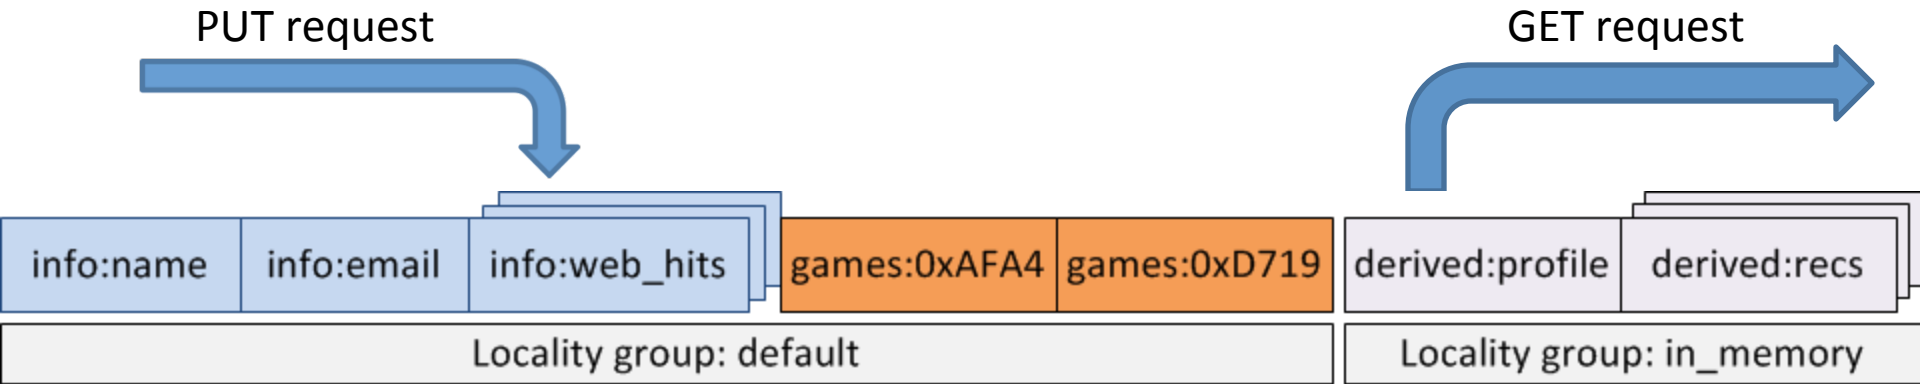 PUT request
GET request
info:name
info:email
info:web_hits
games:0xAFA4
games:0xD719
derived:profile
derived:recs
Locality group: default
Locality group: in_memory